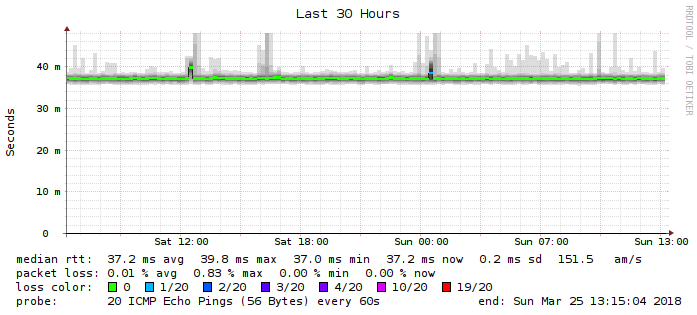 Last 30 Hours
RRDTOOL / TOBI OETIKER
Seconds
40 m
30 m
20 m
10 m
0
Sat 12:00 Sat 18:00 Sun 00:00 Sun 07:00 Sun 13:00
median rtt: 37.2 ms avg 39.8 ms max 37.0 ms min 37.2 ms now 0.2 ms sd 151.5 am/s
packet loss: 0.01 % avg 0.83 % max 0.00 % min 0.00 % now
loss color: 0 1/20 2/20 3/20 4/20 10/20 19/20
probe: 20 ICMP Echo Pings (56 Bytes) every 60s end: Sun Mar 25 13:15:04 2018